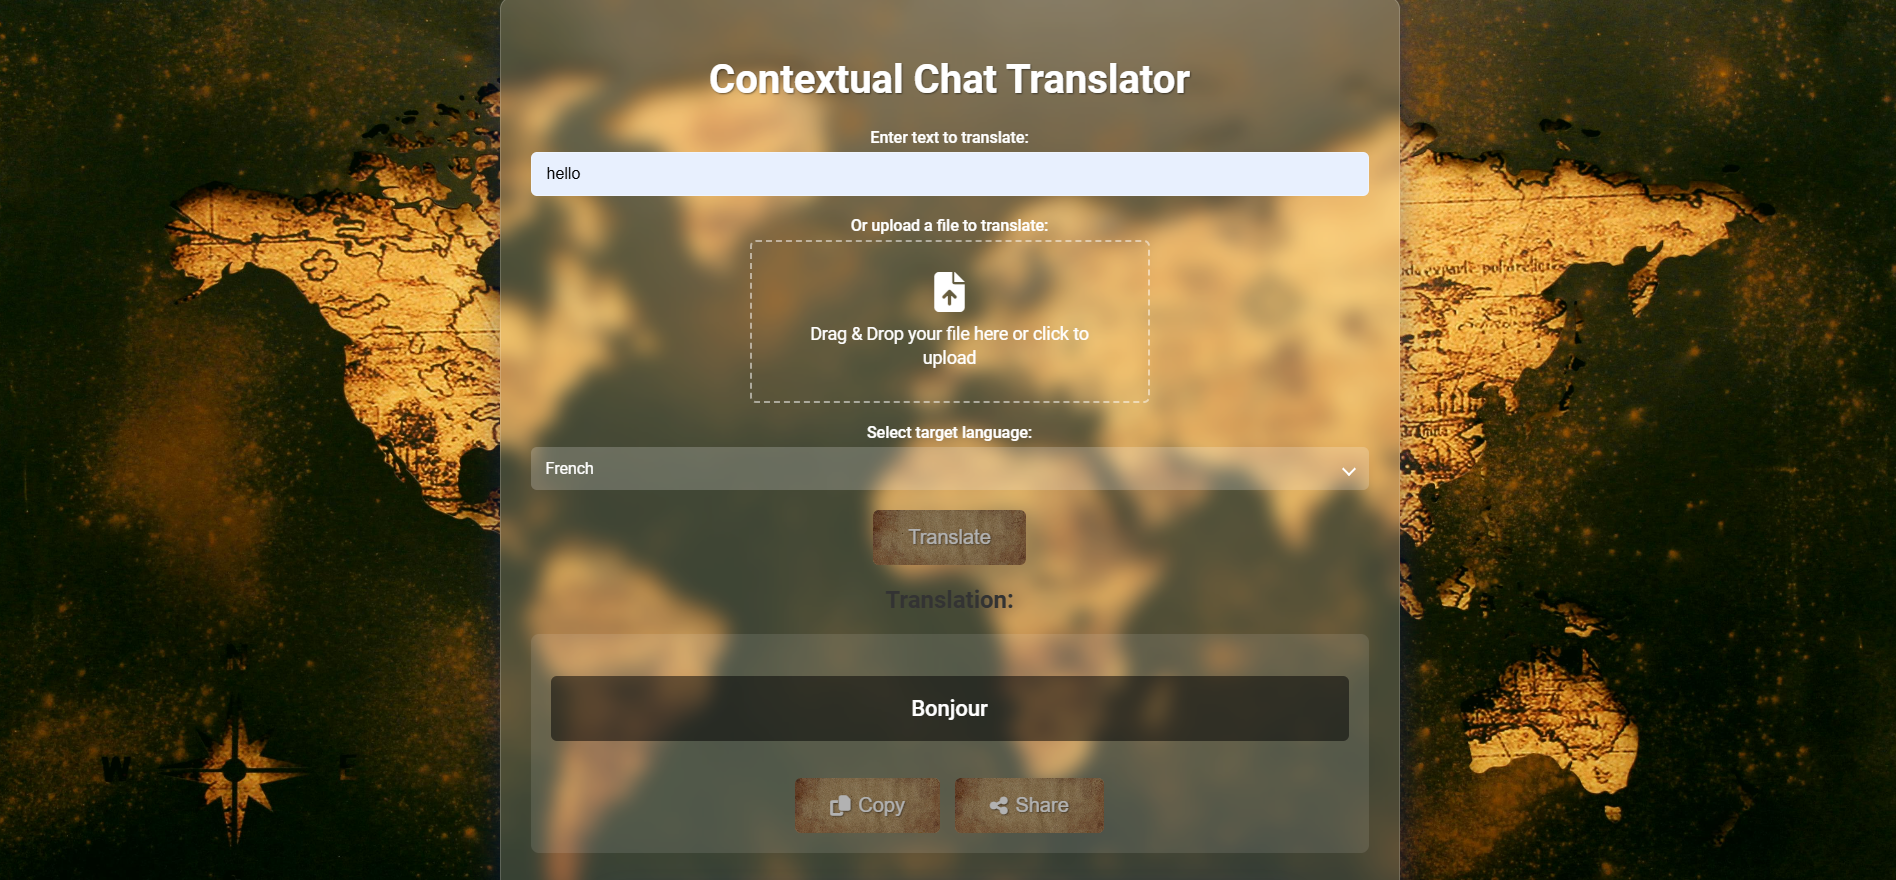 Contextual Chat Translator
Enter text to translate:
hello
Or upload a file to translate:
Drag & Drop your file here or click to
upload
Select target language:
French
Translate
Translation:
Bonjour
Copy
Share
N
W
E